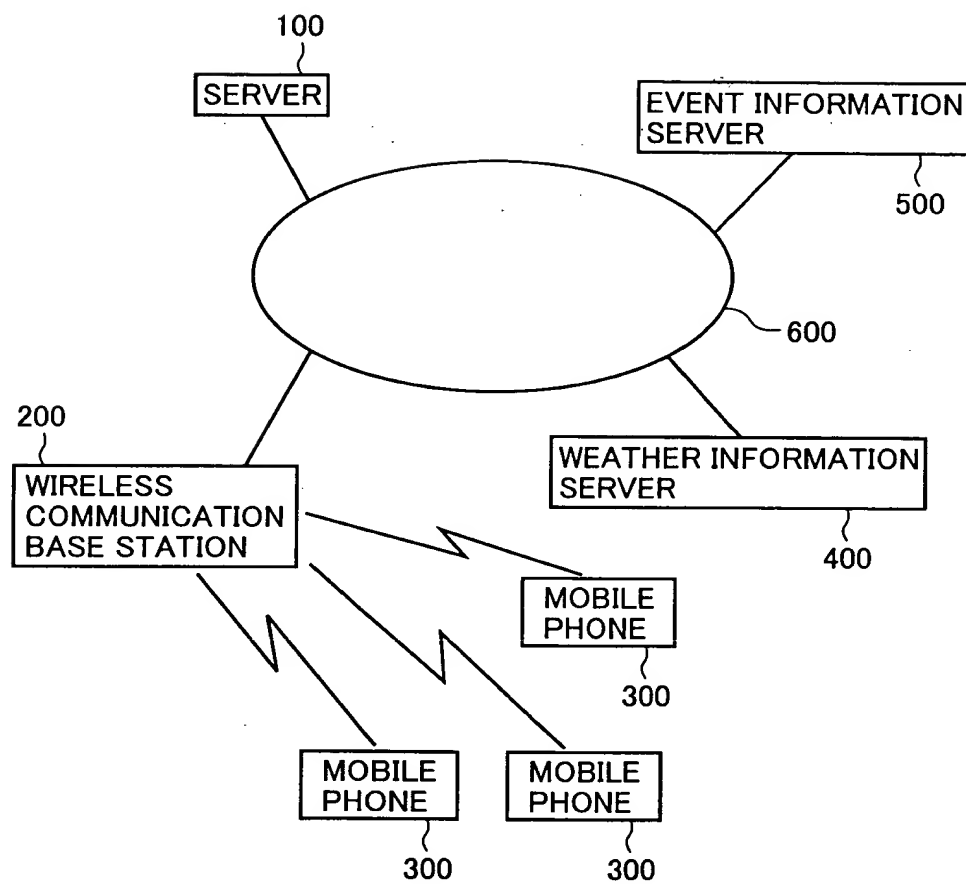 100
SERVER
EVENT INFORMATION
SERVER
500
600
200
WIRELESS
COMMUNICATION
BASE STATION
WEATHER INFORMATION
SERVER
400
MOBILE
PHONE
300
MOBILE
PHONE
300
MOBILE
PHONE
300